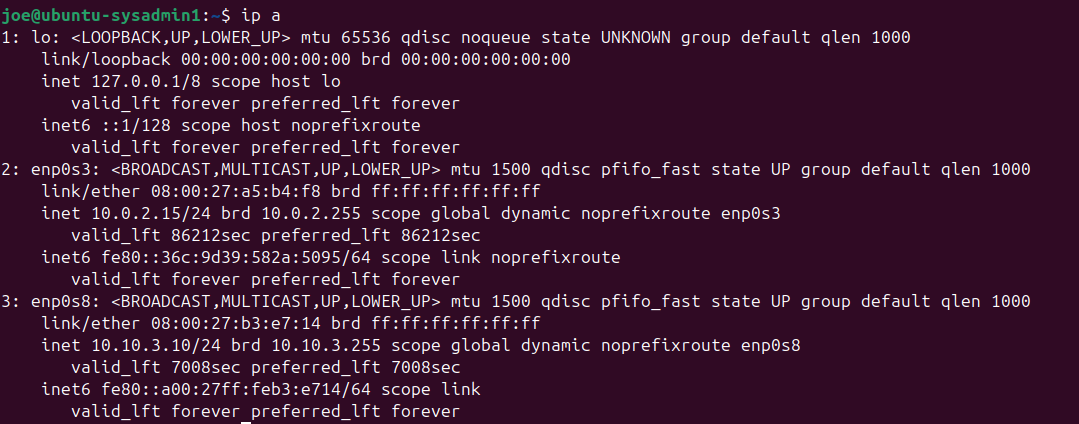 joe@ubuntu-sysadmin1:~$ ip a
1: lo: <LOOPBACK,UP,LOWER_UP> mtu 65536 qdisc noqueue state UNKNOWN group default qlen 1000
    link/loopback 00:00:00:00:00:00 brd 00:00:00:00:00:00
    inet 127.0.0.1/8 scope host lo
       valid_lft forever preferred_lft forever
    inet6 ::1/128 scope host noprefixroute
       valid_lft forever preferred_lft forever
2: enp0s3: <BROADCAST,MULTICAST,UP,LOWER_UP> mtu 1500 qdisc pfifo_fast state UP group default qlen 1000
    link/ether 08:00:27:a5:b4:f8 brd ff:ff:ff:ff:ff:ff
    inet 10.0.2.15/24 brd 10.0.2.255 scope global dynamic noprefixroute enp0s3
       valid_lft 86212sec preferred_lft 86212sec
    inet6 fe80::36c:9d39:582a:5095/64 scope link noprefixroute
       valid_lft forever preferred_lft forever
3: enp0s8: <BROADCAST,MULTICAST,UP,LOWER_UP> mtu 1500 qdisc pfifo_fast state UP group default qlen 1000
    link/ether 08:00:27:b3:e7:14 brd ff:ff:ff:ff:ff:ff
    inet 10.10.3.10/24 brd 10.10.3.255 scope global dynamic noprefixroute enp0s8
       valid_lft 7008sec preferred_lft 7008sec
    inet6 fe80::a00:27ff:feb3:e714/64 scope link
       valid_lft forever preferred_lft forever